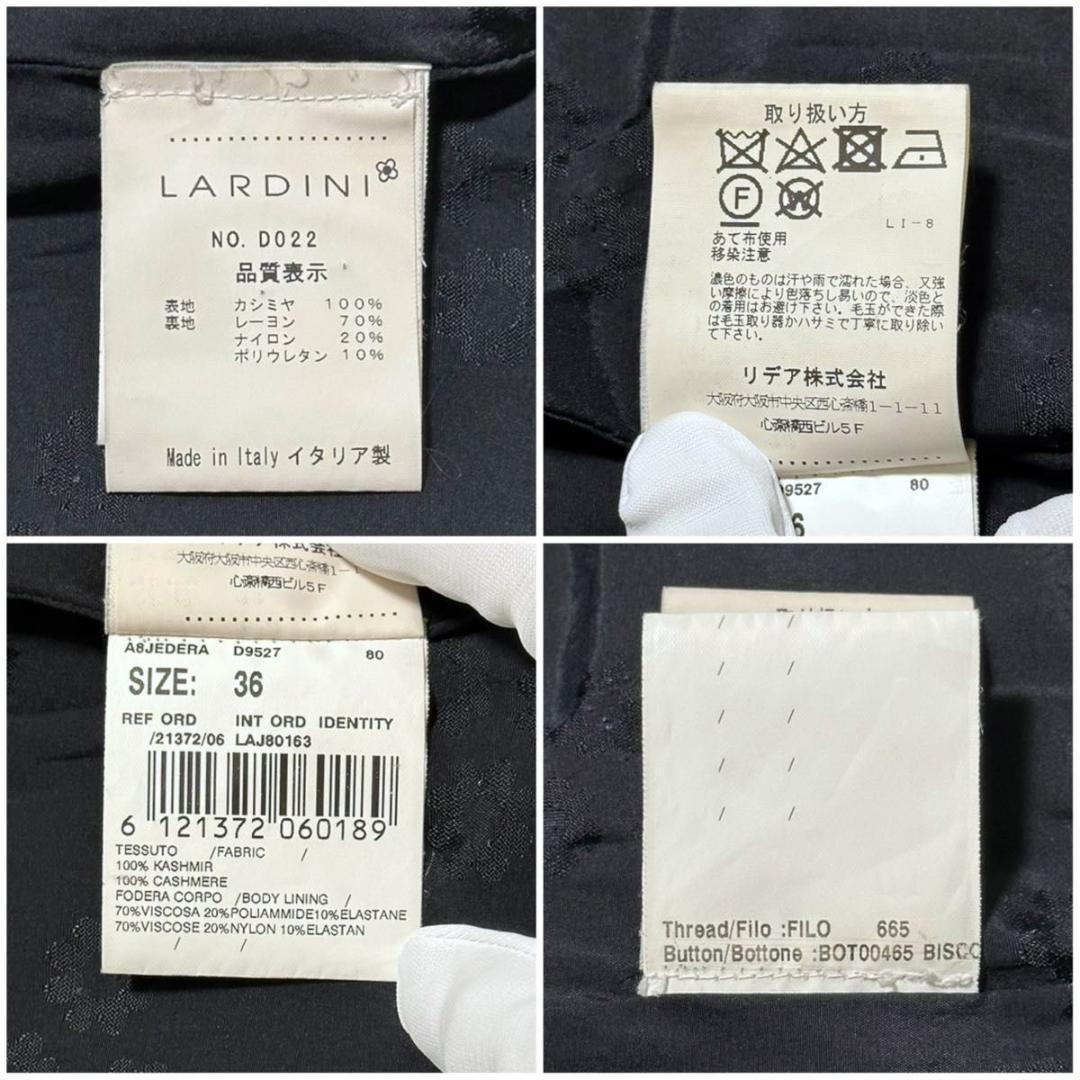 LARDINI
NO. D022
品質表示
表地 カシミヤ 100%
裏地 レーヨン 70%
ナイロン 20%
ポリウレタン 10%
Made in Italy イタリア製
取り扱い方
F W
LI-8
あて布使用
移染注意
濃色のものは汗や雨で濡れた場合、又強
い摩擦により色落ちし易いので、淡色と
の着用はお避け下さい。毛玉ができた際
は毛玉取り器かハサミで丁寧に取り除い
て下さい。
リデア株式会社
大阪府大阪市中央区西心斎橋1-1-11
心斎橋西ビル5F
D9527 80
6
リデア株式会社
大阪府大阪市中央区西心斎橋1-1
心斎橋西ビル5F
A8JEDERA D9527 80
SIZE: 36
REF ORD INT ORD IDENTITY
/21372/06 LAJ80163
6 121372 060189
TESSUTO /FABRIC /
100% KASHMIR
100% CASHMERE
FODERA CORPO /BODY LINING /
70%VISCOSA 20%POLIAMMIDE10%ELASTANE
70%VISCOSE 20%NYLON 10%ELASTAN
/ /
/ /
/ /
/ /
/ /
/ /
Thread/Filo :FILO 665
Button/Bottone :BOT00465 BISCO